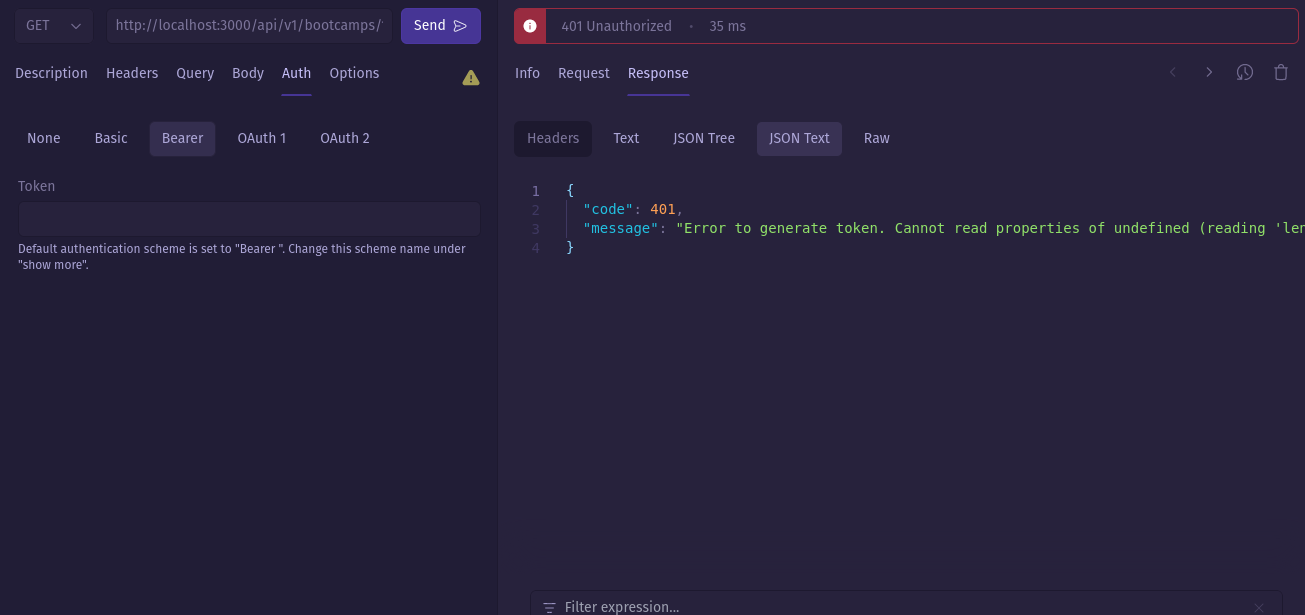 GET
http://localhost:3000/api/v1/bootcamps/
Send
401 Unauthorized • 35 ms
Description Headers Query Body Auth Options
Info Request Response
None Basic Bearer OAuth 1 OAuth 2
Headers Text JSON Tree JSON Text Raw
Token
Default authentication scheme is set to "Bearer ". Change this scheme name under
"show more".
1 {
2 "code": 401,
3 "message": "Error to generate token. Cannot read properties of undefined (reading 'len
4 }
Filter expression...